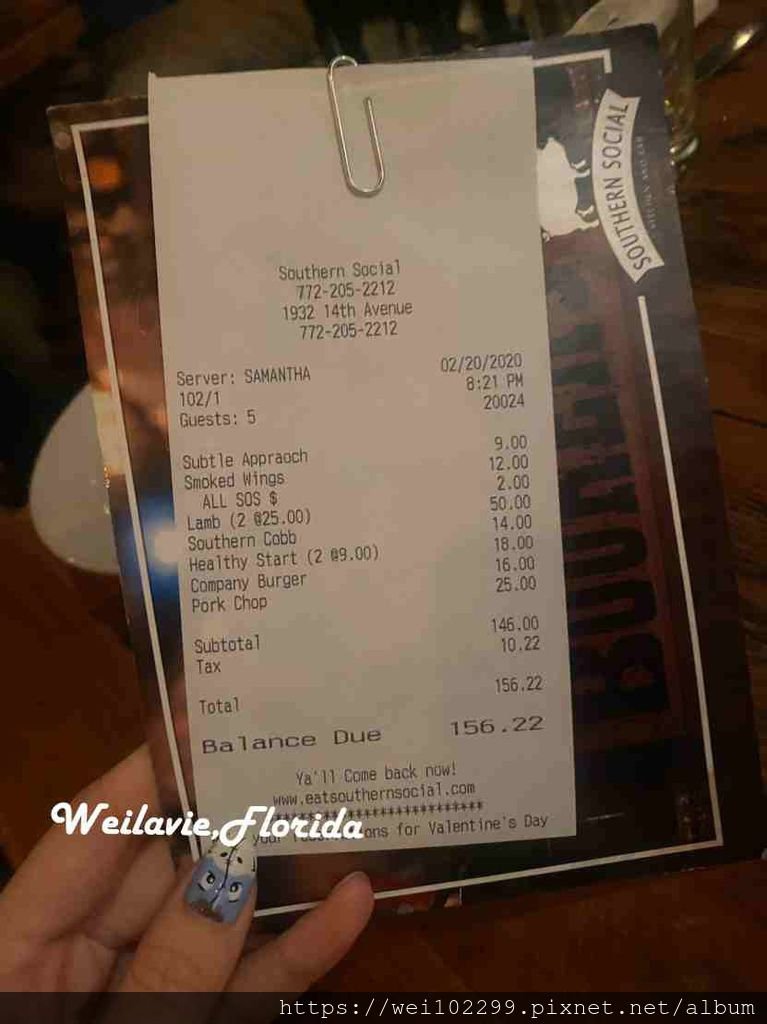 SOUTHERN SOCIAL
Southern Social
772-205-2212
1932 14th Avenue
772-205-2212
Server: SAMANTHA 02/20/2020
102/1 8:21 PM
Guests: 5 20024
Subtle Appraoch 9.00
Smoked Wings 12.00
ALL SOS $ 2.00
Lamb (2 @25.00) 50.00
Southern Cobb 14.00
Healthy Start (2 @9.00) 18.00
Company Burger 16.00
Pork Chop 25.00
Subtotal 146.00
Tax 10.22
Total 156.22
Balance Due 156.22
Ya'll Come back now!
www.eatsouthernsocial.com
**************************
your for Valentine's Day
Weilavie,Florida
https://wei102299.pixnet.net/album